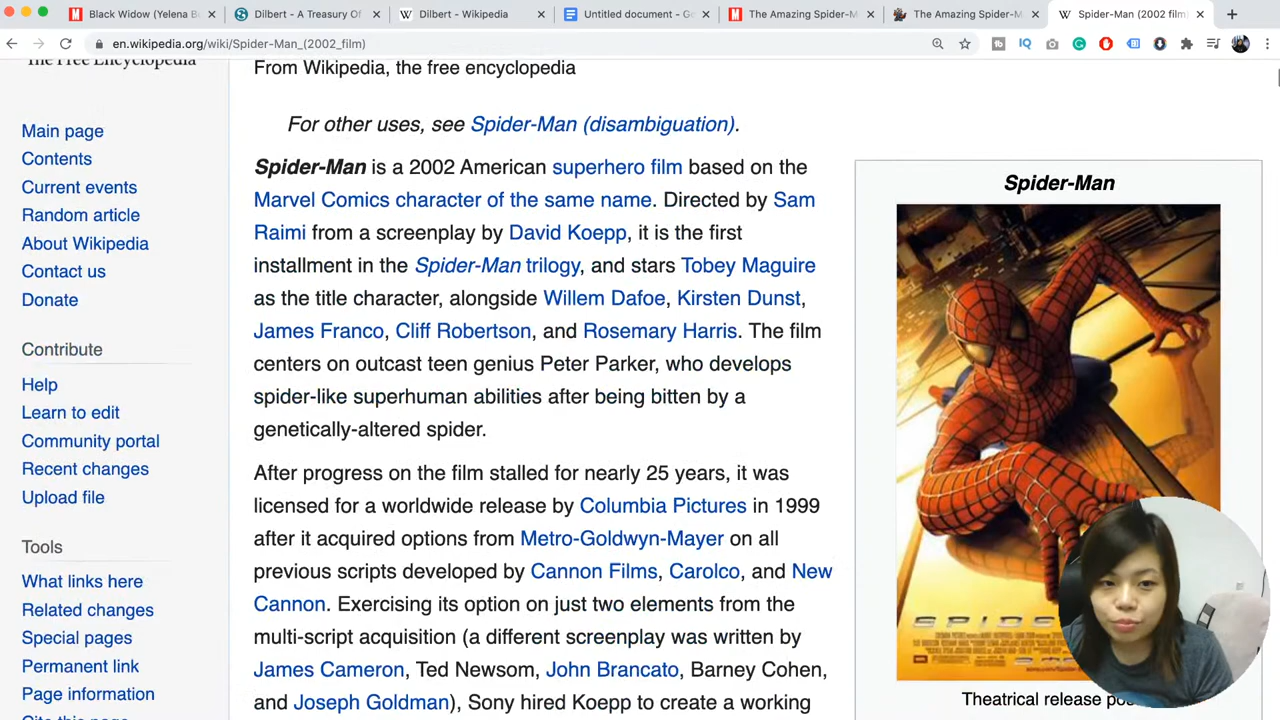 Black Widow (Yelena B
Dilbert - A Treasury Of
Dilbert - Wikipedia
Untitled document - Go
The Amazing Spider-M
The Amazing Spider-M
Spider-Man (2002 film)
en.wikipedia.org/wiki/Spider-Man_(2002_film)
The Free Encyclopedia
Main page
Contents
Current events
Random article
About Wikipedia
Contact us
Donate
Contribute
Help
Learn to edit
Community portal
Recent changes
Upload file
Tools
What links here
Related changes
Special pages
Permanent link
Page information
Cite this page
From Wikipedia, the free encyclopedia
For other uses, see Spider-Man (disambiguation).
Spider-Man is a 2002 American superhero film based on the
Marvel Comics character of the same name. Directed by Sam
Raimi from a screenplay by David Koepp, it is the first
installment in the Spider-Man trilogy, and stars Tobey Maguire
as the title character, alongside Willem Dafoe, Kirsten Dunst,
James Franco, Cliff Robertson, and Rosemary Harris. The film
centers on outcast teen genius Peter Parker, who develops
spider-like superhuman abilities after being bitten by a
genetically-altered spider.
After progress on the film stalled for nearly 25 years, it was
licensed for a worldwide release by Columbia Pictures in 1999
after it acquired options from Metro-Goldwyn-Mayer on all
previous scripts developed by Cannon Films, Carolco, and New
Cannon. Exercising its option on just two elements from the
multi-script acquisition (a different screenplay was written by
James Cameron, Ted Newsom, John Brancato, Barney Cohen,
and Joseph Goldman), Sony hired Koepp to create a working
Spider-Man
SPIDE
Theatrical release pos